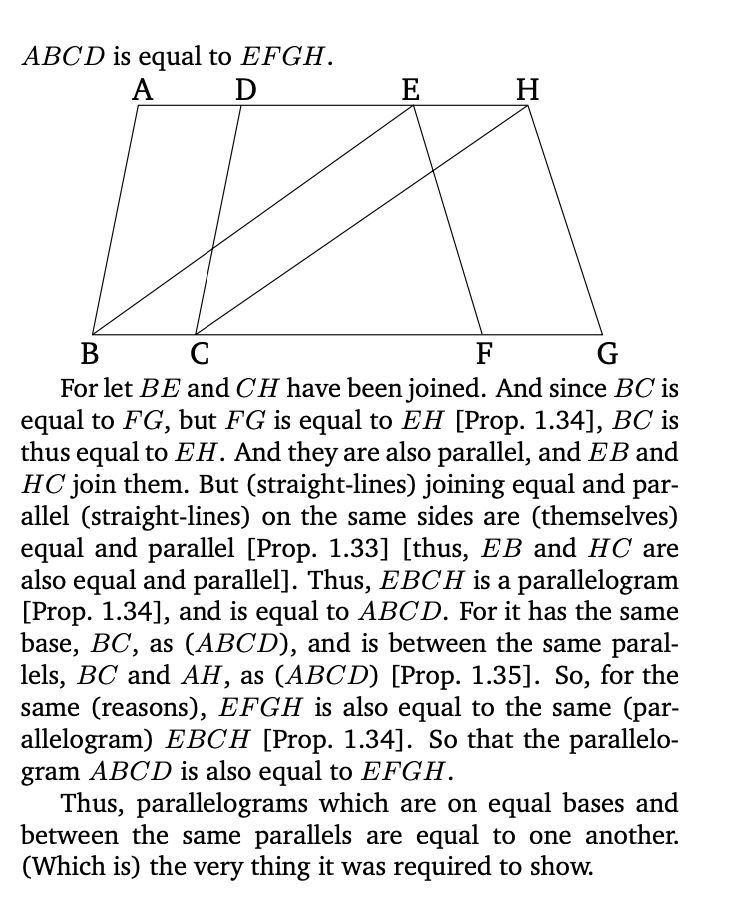 ABCD is equal to EFGH.
A D E H
B C F G
For let BE and CH have been joined. And since BC is
equal to FG, but FG is equal to EH [Prop. 1.34], BC is
thus equal to EH. And they are also parallel, and EB and
HC join them. But (straight-lines) joining equal and par-
allel (straight-lines) on the same sides are (themselves)
equal and parallel [Prop. 1.33] [thus, EB and HC are
also equal and parallel]. Thus, EBCH is a parallelogram
[Prop. 1.34], and is equal to ABCD. For it has the same
base, BC, as (ABCD), and is between the same paral-
lels, BC and AH, as (ABCD) [Prop. 1.35]. So, for the
same (reasons), EFGH is also equal to the same (par-
allelogram) EBCH [Prop. 1.34]. So that the parallelo-
gram ABCD is also equal to EFGH.
Thus, parallelograms which are on equal bases and
between the same parallels are equal to one another.
(Which is) the very thing it was required to show.